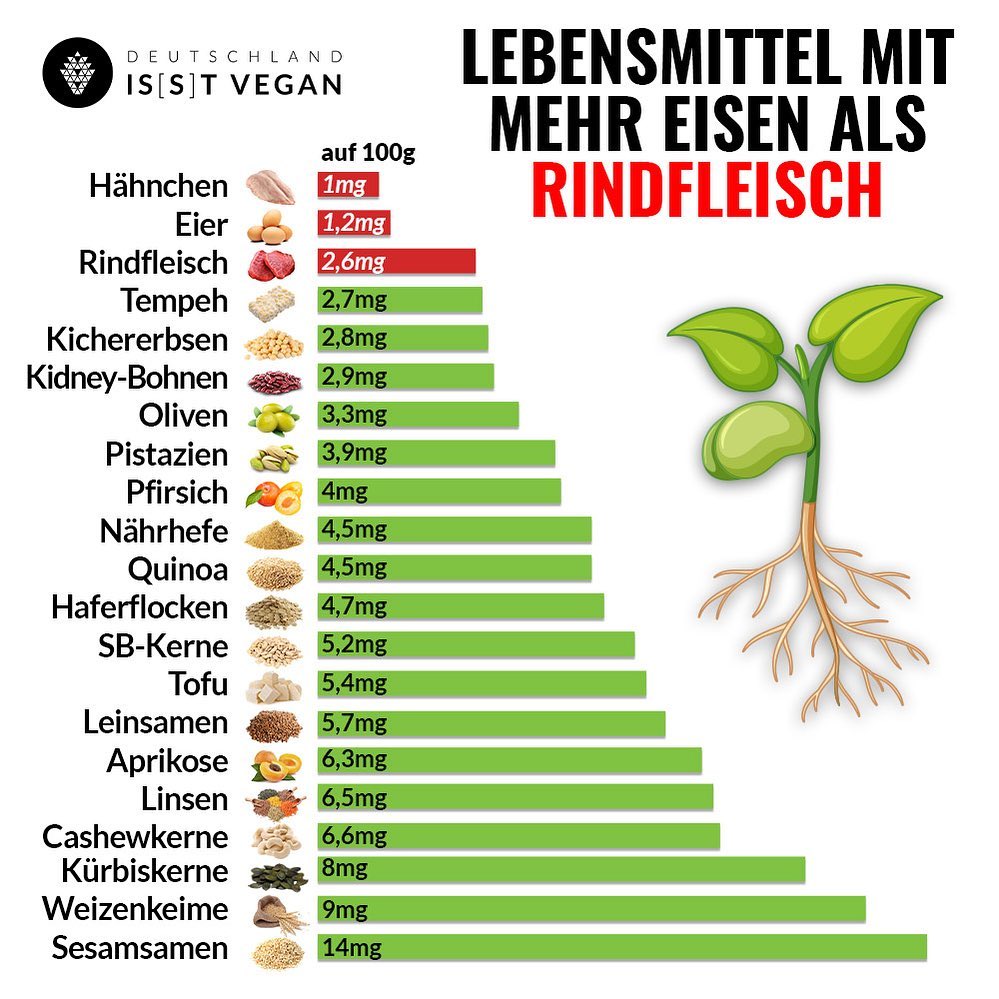 DEUTSCHLAND
IS[S]T VEGAN
LEBENSMITTEL MIT
MEHR EISEN ALS
RINDFLEISCH
auf 100g
Hähnchen 1mg
Eier 1,2mg
Rindfleisch 2,6mg
Tempeh 2,7mg
Kichererbsen 2,8mg
Kidney-Bohnen 2,9mg
Oliven 3,3mg
Pistazien 3,9mg
Pfirsich 4mg
Nährhefe 4,5mg
Quinoa 4,5mg
Haferflocken 4,7mg
SB-Kerne 5,2mg
Tofu 5,4mg
Leinsamen 5,7mg
Aprikose 6,3mg
Linsen 6,5mg
Cashewkerne 6,6mg
Kürbiskerne 8mg
Weizenkeime 9mg
Sesamsamen 14mg